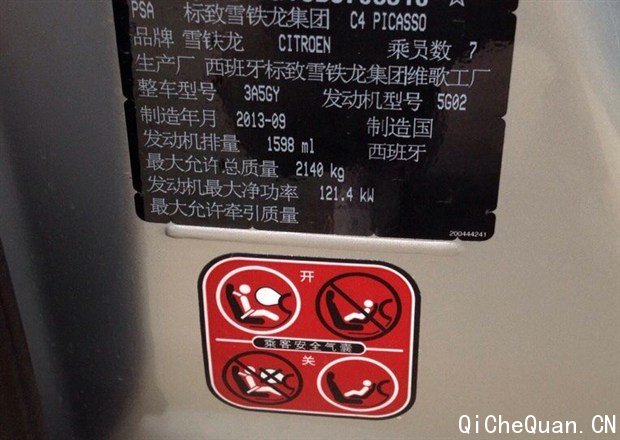 PSA 标致雪铁龙集团 C4 PICASSO
品牌 雪铁龙 CITROEN 乘员数 7
生产厂 西班牙标致雪铁龙集团维歌工厂
整车型号 3A5GY 发动机型号 5G02
制造年月 2013-09 制造国
发动机排量 1598 ml 西班牙
最大允许总质量 2140 kg
发动机最大净功率 121.4 kW
最大允许牵引质量
200444241
开
乘客安全气囊
关
QiCheQuan.CN